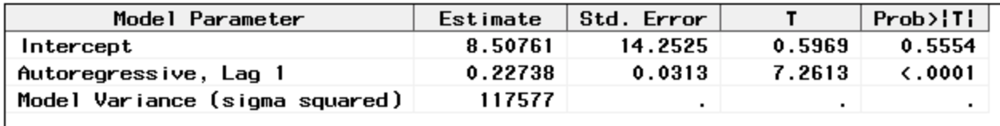 Model Parameter Estimate Std. Error T Prob>|T|
Intercept 8.50761 14.2525 0.5969 0.5554
Autoregressive, Lag 1 0.22738 0.0313 7.2613 <.0001
Model Variance (sigma squared) 117577 . . .